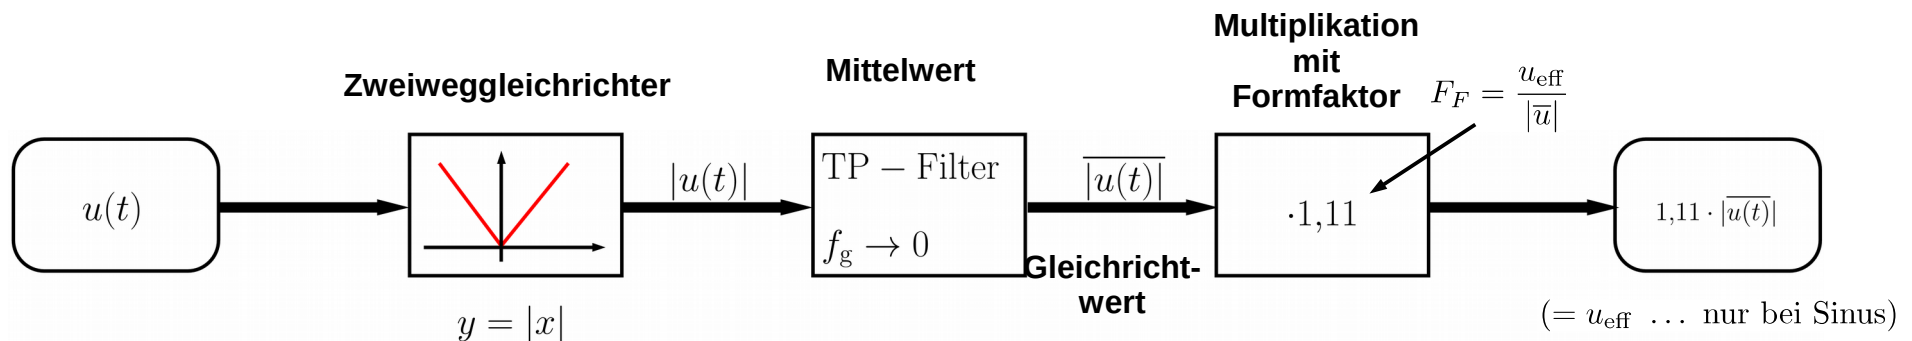 Zweiweggleichrichter
Mittelwert
Multiplikation
mit
Formfaktor
F_F = u_eff / |u̅|
u(t)
|u(t)|
TP − Filter
f_g → 0
\overline{|u(t)|}
·1,11
1,11 · |\overline{u(t)}|
Gleichricht-
wert
y = |x|
(= u_eff … nur bei Sinus)